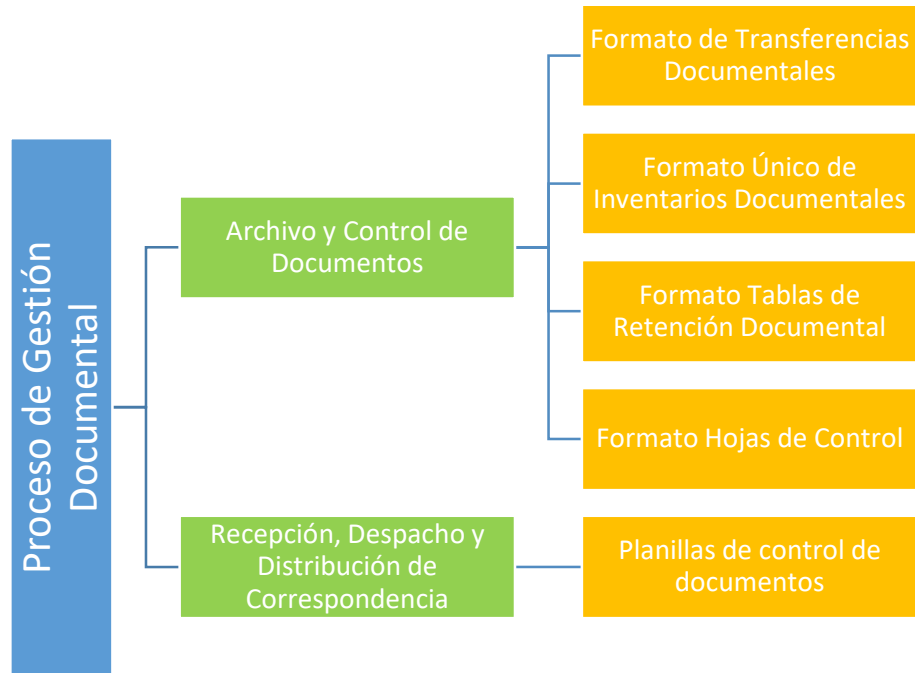 Proceso de Gestión
Documental
Archivo y Control de
Documentos
Formato de Transferencias
Documentales
Formato Único de
Inventarios Documentales
Formato Tablas de
Retención Documental
Formato Hojas de Control
Recepción, Despacho y
Distribución de
Correspondencia
Planillas de control de
documentos